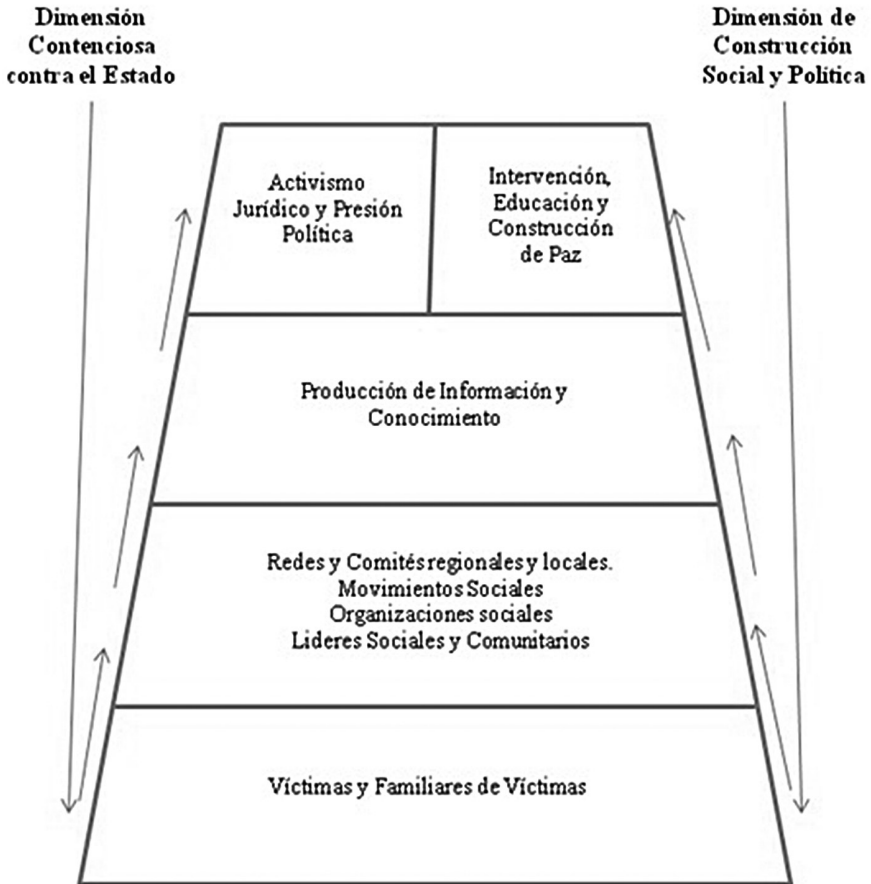 Dimensión
Contenciosa
contra el Estado
Dimensión de
Construcción
Social y Política
Activismo
Jurídico y Presión
Política
Intervención,
Educación y
Construcción
de Paz
Producción de Información y
Conocimiento
Redes y Comités regionales y locales.
Movimientos Sociales
Organizaciones sociales
Lideres Sociales y Comunitarios
Víctimas y Familiares de Víctimas